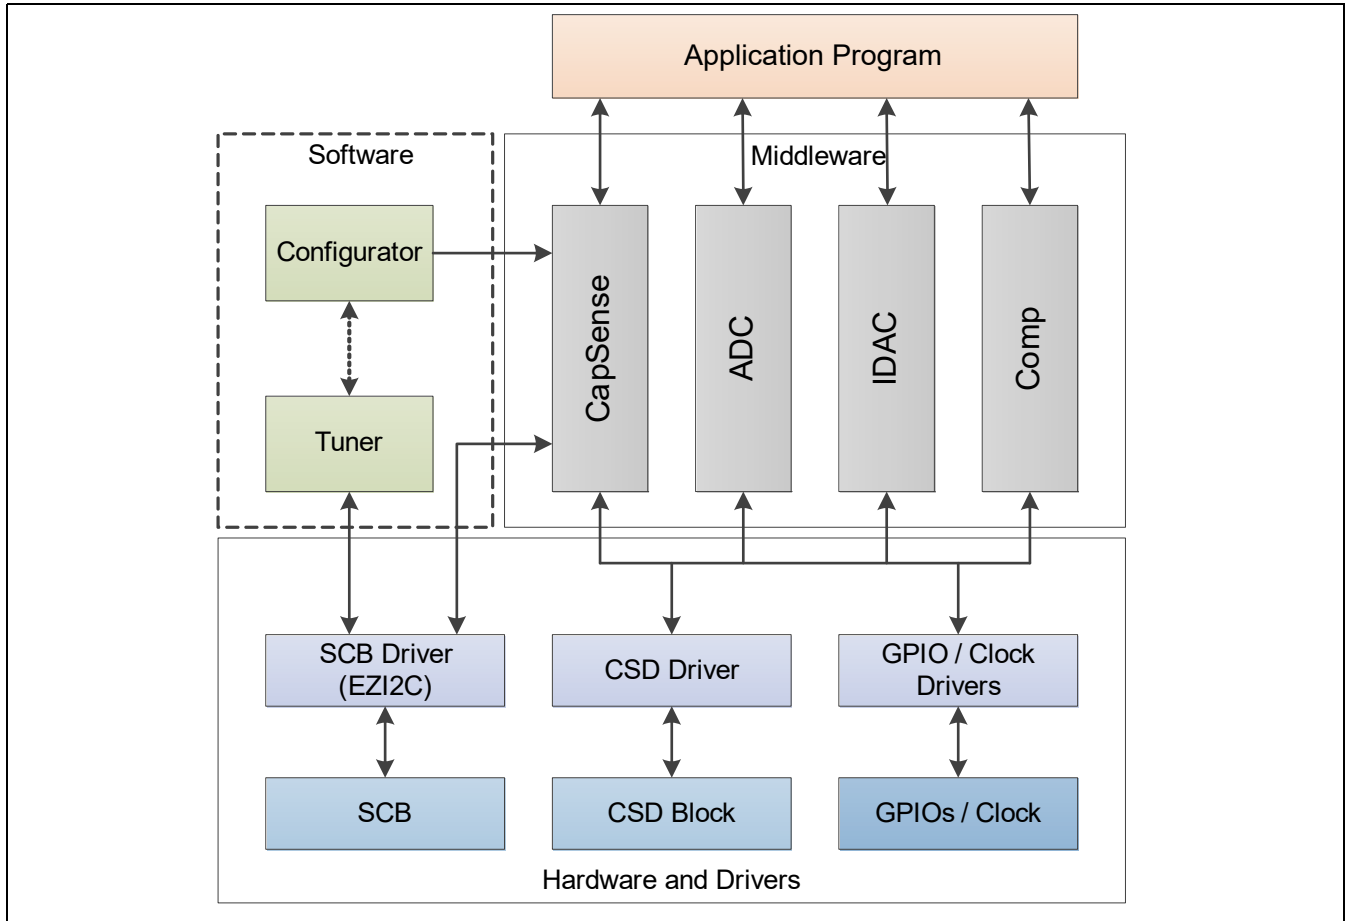 Application Program
Software
Middleware
Configurator
Tuner
CapSense
ADC
IDAC
Comp
SCB Driver
(EZI2C)
CSD Driver
GPIO / Clock
Drivers
SCB
CSD Block
GPIOs / Clock
Hardware and Drivers